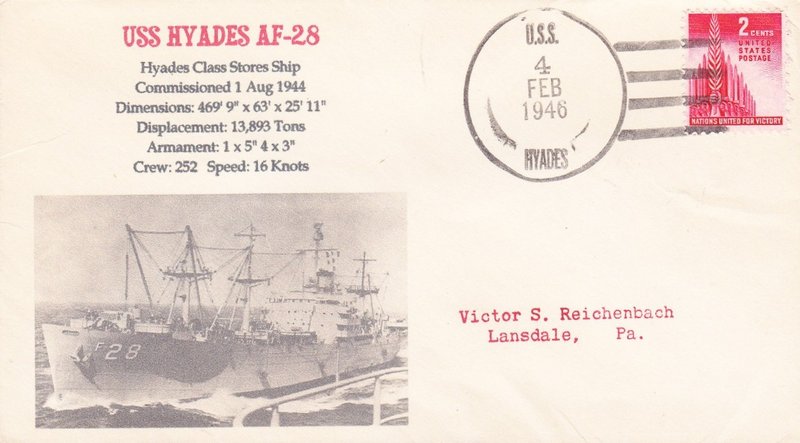 USS HYADES AF-28
Hyades Class Stores Ship
Commissioned 1 Aug 1944
Dimensions: 469' 9" x 63' x 25' 11"
Displacement: 13,893 Tons
Armament: 1 x 5" 4 x 3"
Crew: 252 Speed: 16 Knots
U.S.S.
4
FEB
1946
HYADES
2 CENTS
UNITED
STATES
POSTAGE
NATIONS UNITED FOR VICTORY
AF28
Victor S. Reichenbach
Lansdale, Pa.